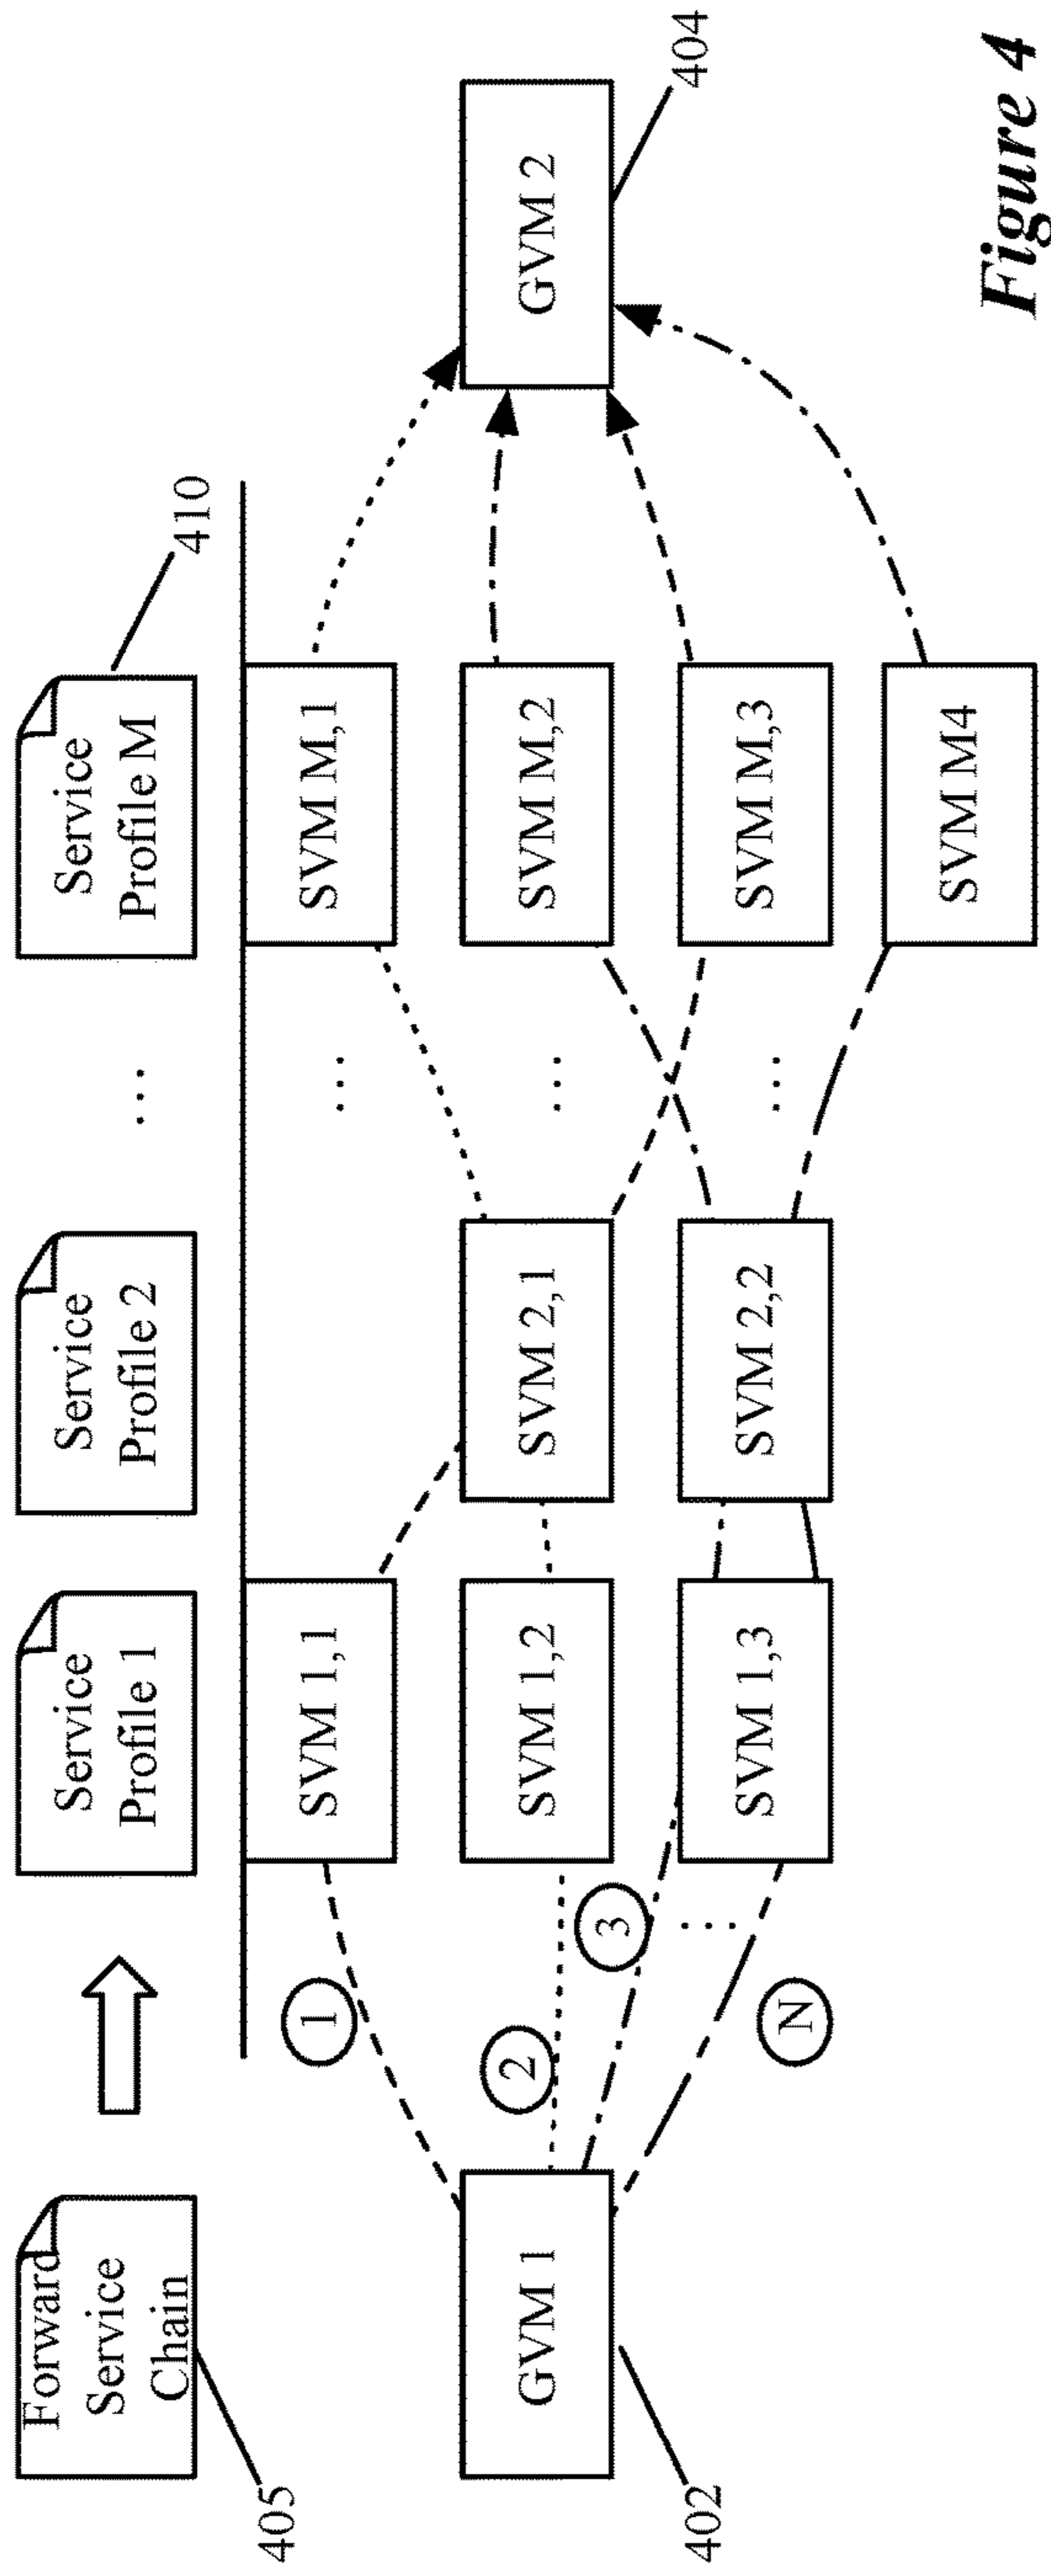 Forward
Service
Chain
405
Service
Profile 1
Service
Profile 2
...
Service
Profile M
410
SVM 1,1
...
SVM M,1
1
GVM 1
402
2
SVM 1,2
SVM 2,1
...
SVM M,2
GVM 2
404
3
...
SVM 1,3
SVM 2,2
...
SVM M,3
N
SVM M4
Figure 4